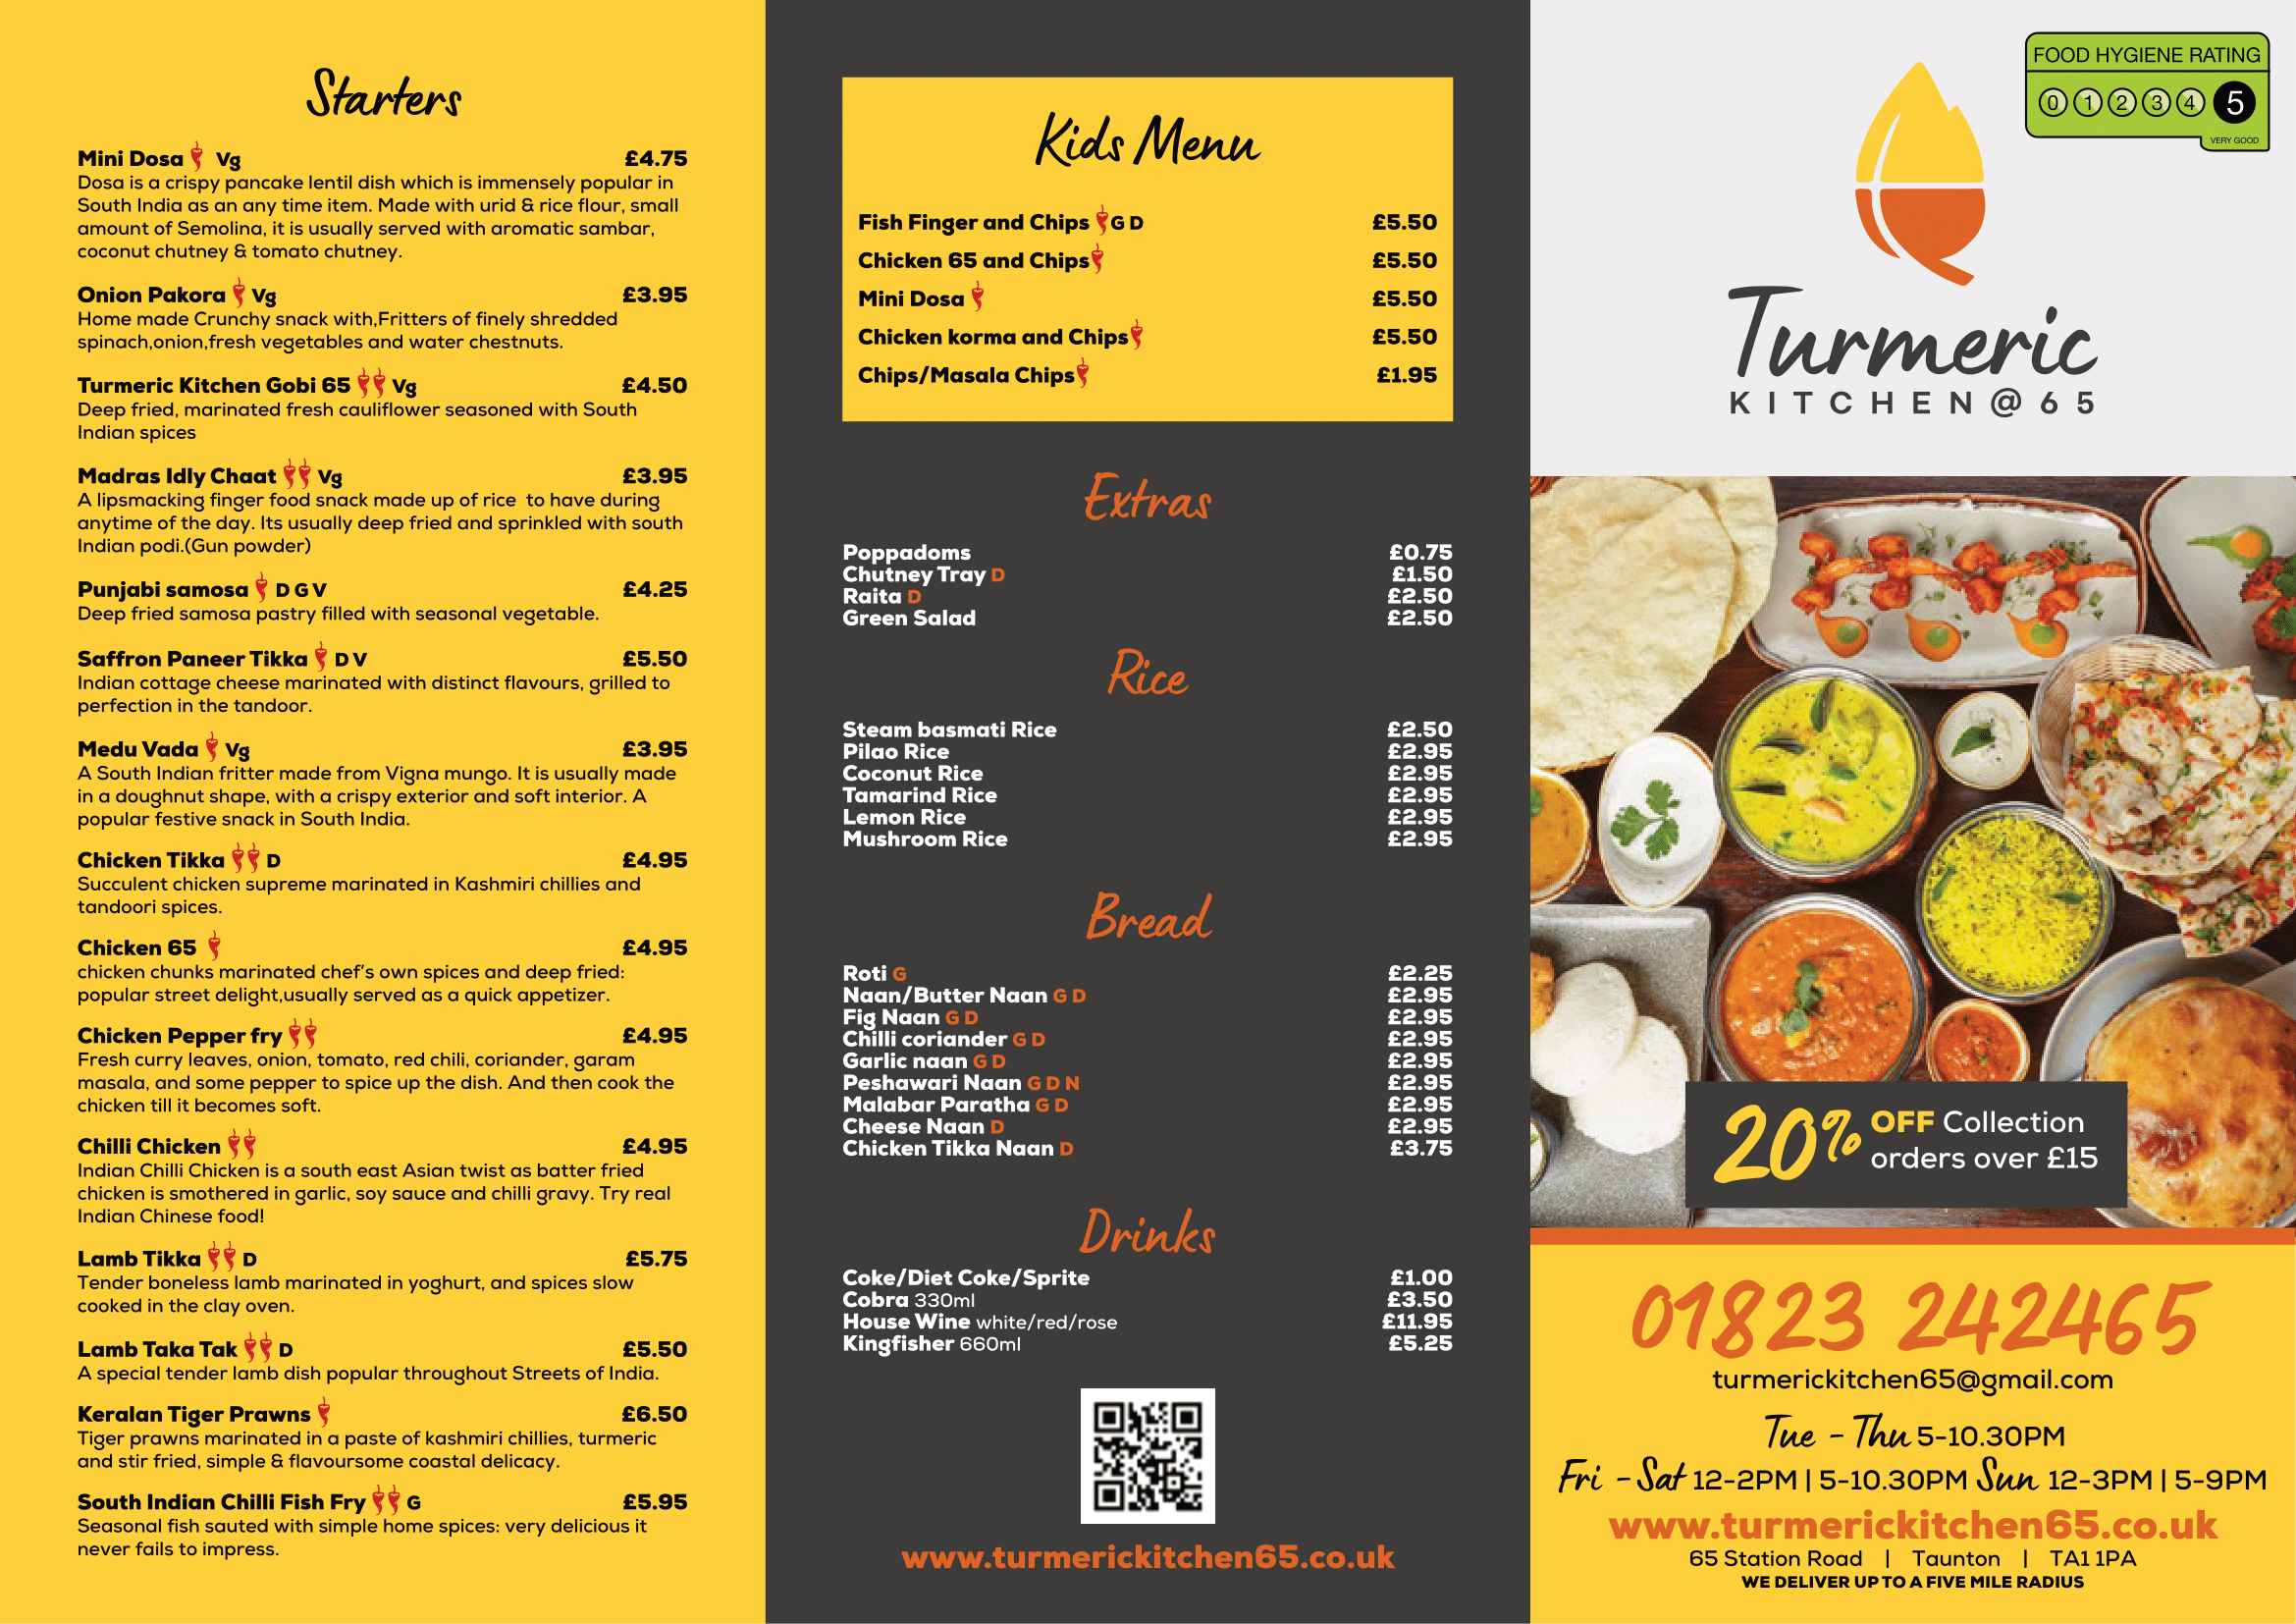 Starters
Mini Dosa Vg £4.75
Dosa is a crispy pancake lentil dish which is immensely popular in
South India as an any time item. Made with urid & rice flour, small
amount of Semolina, it is usually served with aromatic sambar,
coconut chutney & tomato chutney.
Onion Pakora Vg £3.95
Home made Crunchy snack with,Fritters of finely shredded
spinach,onion,fresh vegetables and water chestnuts.
Turmeric Kitchen Gobi 65 Vg £4.50
Deep fried, marinated fresh cauliflower seasoned with South
Indian spices
Madras Idly Chaat Vg £3.95
A lipsmacking finger food snack made up of rice to have during
anytime of the day. Its usually deep fried and sprinkled with south
Indian podi.(Gun powder)
Punjabi samosa D G V £4.25
Deep fried samosa pastry filled with seasonal vegetable.
Saffron Paneer Tikka D V £5.50
Indian cottage cheese marinated with distinct flavours, grilled to
perfection in the tandoor.
Medu Vada Vg £3.95
A South Indian fritter made from Vigna mungo. It is usually made
in a doughnut shape, with a crispy exterior and soft interior. A
popular festive snack in South India.
Chicken Tikka D £4.95
Succulent chicken supreme marinated in Kashmiri chillies and
tandoori spices.
Chicken 65 £4.95
chicken chunks marinated chef's own spices and deep fried:
popular street delight,usually served as a quick appetizer.
Chicken Pepper fry £4.95
Fresh curry leaves, onion, tomato, red chili, coriander, garam
masala, and some pepper to spice up the dish. And then cook the
chicken till it becomes soft.
Chilli Chicken £4.95
Indian Chilli Chicken is a south east Asian twist as batter fried
chicken is smothered in garlic, soy sauce and chilli gravy. Try real
Indian Chinese food!
Lamb Tikka D £5.75
Tender boneless lamb marinated in yoghurt, and spices slow
cooked in the clay oven.
Lamb Taka Tak D £5.50
A special tender lamb dish popular throughout Streets of India.
Keralan Tiger Prawns £6.50
Tiger prawns marinated in a paste of kashmiri chillies, turmeric
and stir fried, simple & flavoursome coastal delicacy.
South Indian Chilli Fish Fry G £5.95
Seasonal fish sauted with simple home spices: very delicious it
never fails to impress.
Kids Menu
Fish Finger and Chips G D £5.50
Chicken 65 and Chips £5.50
Mini Dosa £5.50
Chicken korma and Chips £5.50
Chips/Masala Chips £1.95
Extras
Poppadoms £0.75
Chutney Tray D £1.50
Raita D £2.50
Green Salad £2.50
Rice
Steam basmati Rice £2.50
Pilao Rice £2.95
Coconut Rice £2.95
Tamarind Rice £2.95
Lemon Rice £2.95
Mushroom Rice £2.95
Bread
Roti G £2.25
Naan/Butter Naan G D £2.95
Fig Naan G D £2.95
Chilli coriander G D £2.95
Garlic naan G D £2.95
Peshawari Naan G D N £2.95
Malabar Paratha G D £2.95
Cheese Naan D £2.95
Chicken Tikka Naan D £3.75
Drinks
Coke/Diet Coke/Sprite £1.00
Cobra 330ml £3.50
House Wine white/red/rose £11.95
Kingfisher 660ml £5.25
www.turmerickitchen65.co.uk
FOOD HYGIENE RATING
0 1 2 3 4 5
VERY GOOD
Turmeric
KITCHEN@65
20% OFF Collection
orders over £15
01823 242465
turmerickitchen65@gmail.com
Tue - Thu 5-10.30PM
Fri - Sat 12-2PM | 5-10.30PM Sun 12-3PM | 5-9PM
www.turmerickitchen65.co.uk
65 Station Road | Taunton | TA1 1PA
WE DELIVER UP TO A FIVE MILE RADIUS